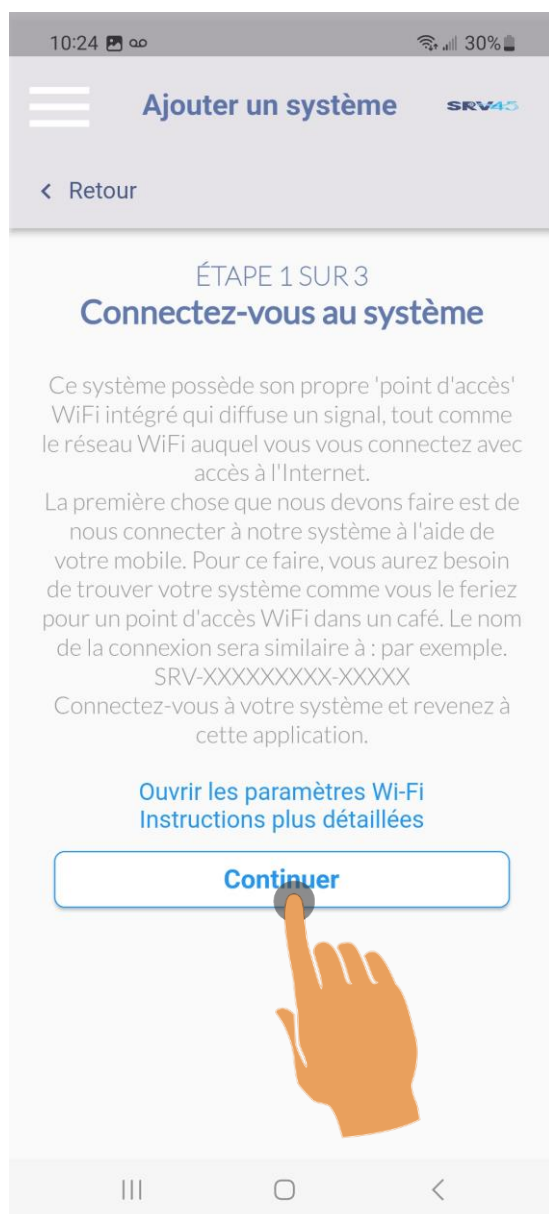 10:24 30%
Ajouter un système SRV45
Retour
ÉTAPE 1 SUR 3
Connectez-vous au système
Ce système possède son propre 'point d'accès'
WiFi intégré qui diffuse un signal, tout comme
le réseau WiFi auquel vous vous connectez avec
accès à l'Internet.
La première chose que nous devons faire est de
nous connecter à notre système à l'aide de
votre mobile. Pour ce faire, vous aurez besoin
de trouver votre système comme vous le feriez
pour un point d'accès WiFi dans un café. Le nom
de la connexion sera similaire à : par exemple.
SRV-XXXXXXXXX-XXXXX
Connectez-vous à votre système et revenez à
cette application.
Ouvrir les paramètres Wi-Fi
Instructions plus détaillées
Continuer